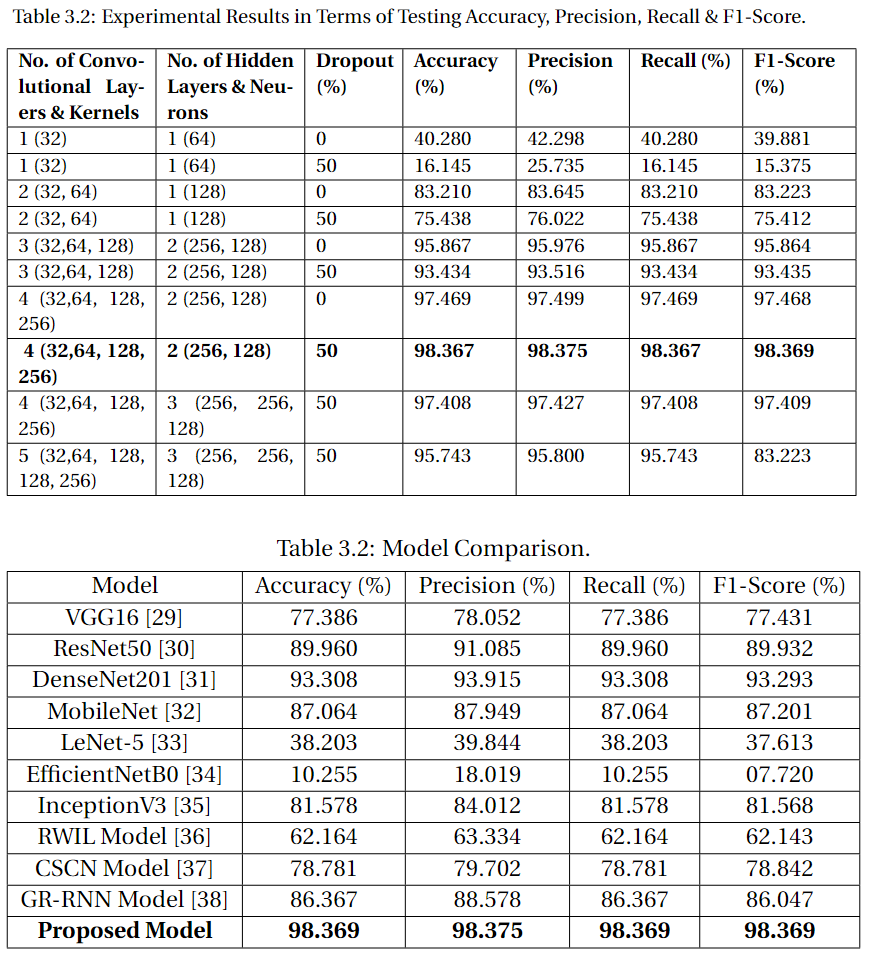 Table 3.2: Experimental Results in Terms of Testing Accuracy, Precision, Recall & F1-Score.
No. of Convo- No. of Hidden Dropout Accuracy Precision Recall (%) F1-Score
lutional Lay- Layers & Neu- (%) (%) (%) (%)
ers & Kernels rons
1 (32) 1 (64) 0 40.280 42.298 40.280 39.881
1 (32) 1 (64) 50 16.145 25.735 16.145 15.375
2 (32, 64) 1 (128) 0 83.210 83.645 83.210 83.223
2 (32, 64) 1 (128) 50 75.438 76.022 75.438 75.412
3 (32,64, 128) 2 (256, 128) 0 95.867 95.976 95.867 95.864
3 (32,64, 128) 2 (256, 128) 50 93.434 93.516 93.434 93.435
4 (32,64, 128, 2 (256, 128) 0 97.469 97.499 97.469 97.468
256)
4 (32,64, 128, 2 (256, 128) 50 98.367 98.375 98.367 98.369
256)
4 (32,64, 128, 3 (256, 256, 50 97.408 97.427 97.408 97.409
256) 128)
5 (32,64, 128, 3 (256, 256, 50 95.743 95.800 95.743 83.223
128, 256) 128)
Table 3.2: Model Comparison.
Model Accuracy (%) Precision (%) Recall (%) F1-Score (%)
VGG16 [29] 77.386 78.052 77.386 77.431
ResNet50 [30] 89.960 91.085 89.960 89.932
DenseNet201 [31] 93.308 93.915 93.308 93.293
MobileNet [32] 87.064 87.949 87.064 87.201
LeNet-5 [33] 38.203 39.844 38.203 37.613
EfficientNetB0 [34] 10.255 18.019 10.255 07.720
InceptionV3 [35] 81.578 84.012 81.578 81.568
RWIL Model [36] 62.164 63.334 62.164 62.143
CSCN Model [37] 78.781 79.702 78.781 78.842
GR-RNN Model [38] 86.367 88.578 86.367 86.047
Proposed Model 98.369 98.375 98.369 98.369